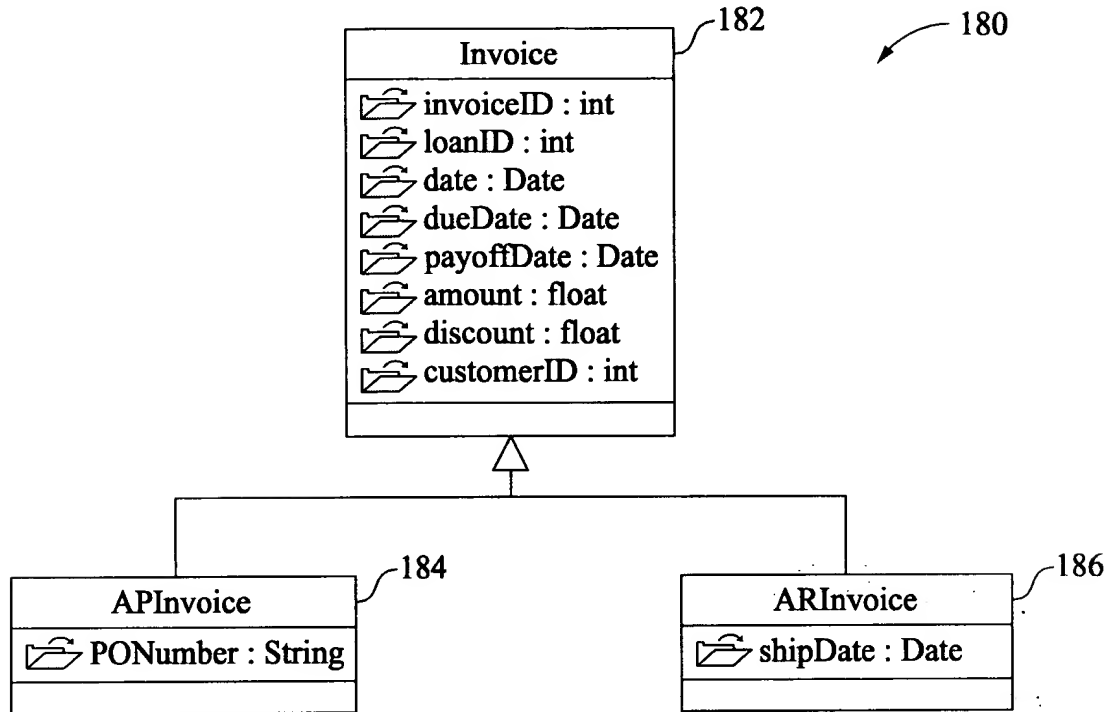 182
180
Invoice
invoiceID : int
loanID : int
date : Date
dueDate : Date
payoffDate : Date
amount : float
discount : float
customerID : int
184
APInvoice
PONumber : String
186
ARInvoice
shipDate : Date